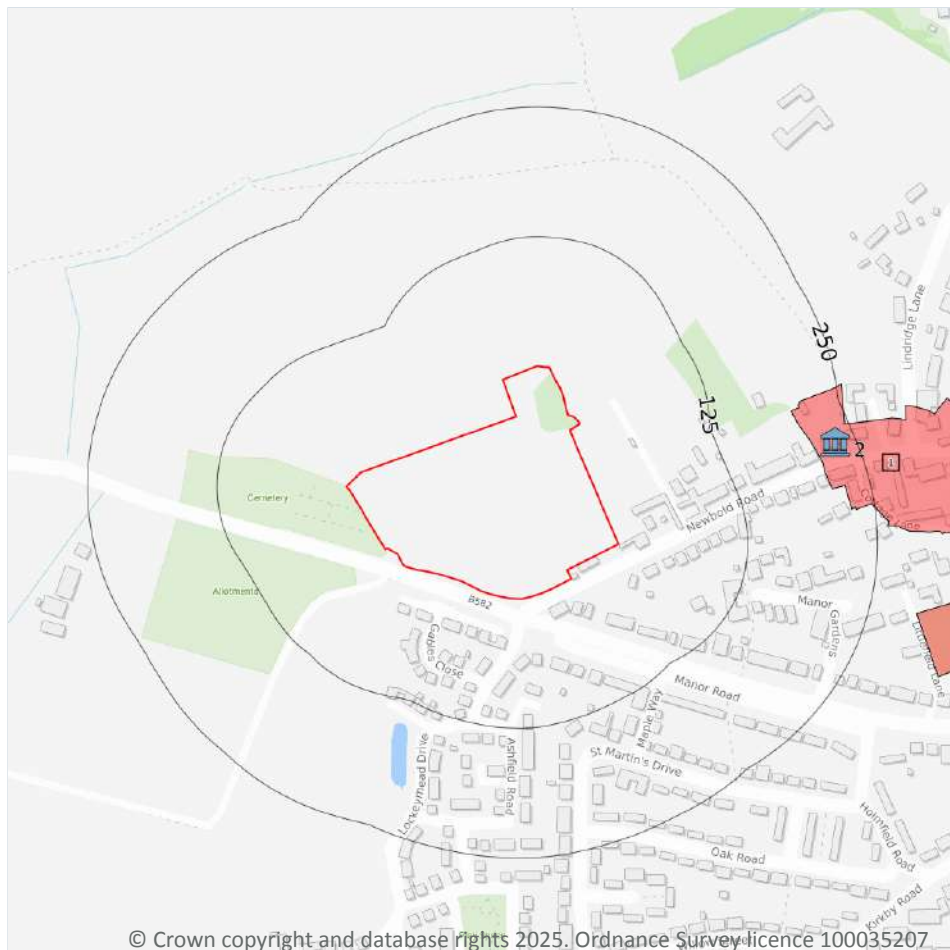 250
Lindridge Lane
125
2
1
Newbold Road
Cemetery
Allotments
B582
Manor
Gardens
Gables
Close
Manor Road
Maple Way
St Martin's Drive
Ashfield Road
Lockeymead Drive
Oak Road
Holmfield Road
Kirkby Road
© Crown copyright and database rights 2025. Ordnance Survey licence 100035207